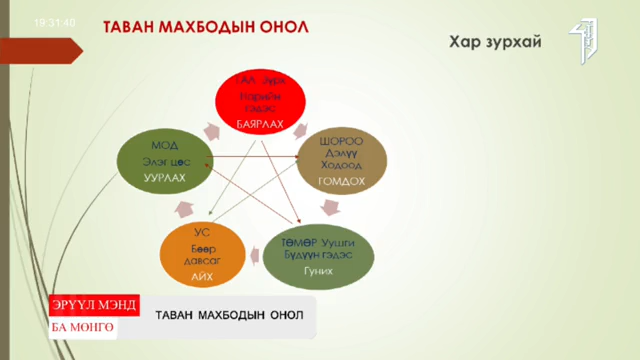 19:31:40
ТАВАН МАХБОДЫН ОНОЛ
Хар зурхай
ГАЛ Зүрх
Нарийн
гэдэс
БАЯРЛАХ
МОД
Элэг цөс
УУРЛАХ
ШОРОО
Дэлүү
Ходоод
ГОМДОХ
УС
Бөөр
давсаг
АЙХ
ТӨМӨР Уушги
Бүдүүн гэдэс
Гуних
ЭРҮҮЛ МЭНД
БА МӨНГӨ
ТАВАН МАХБОДЫН ОНОЛ